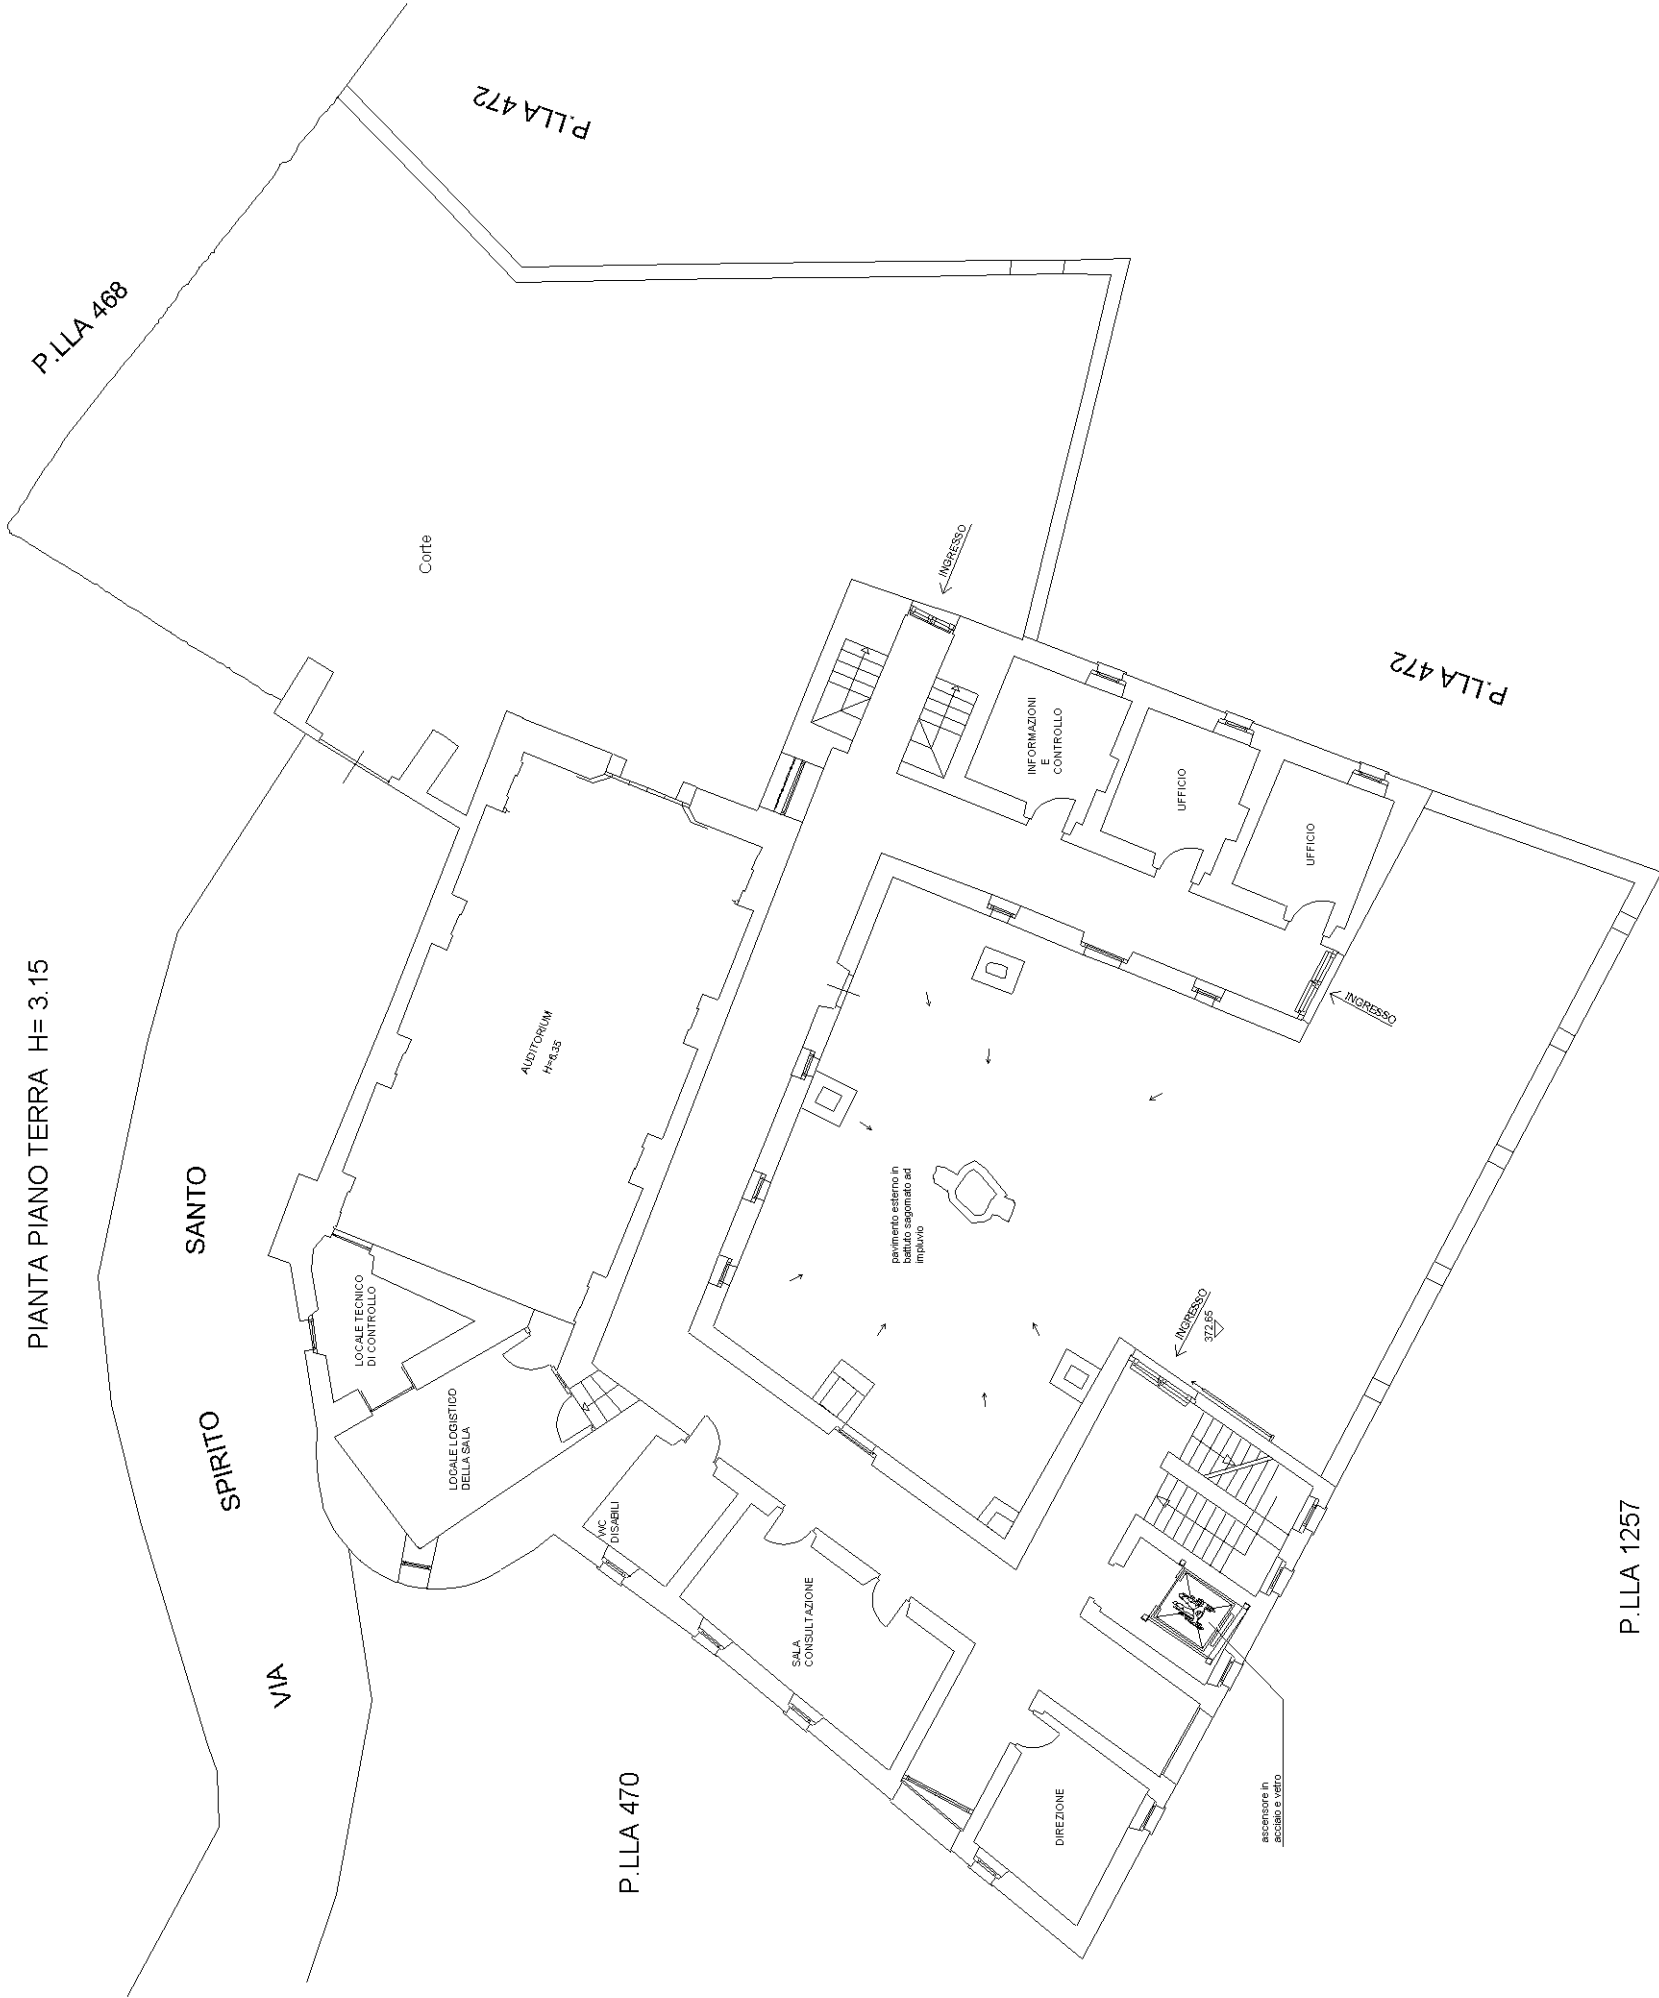 PIANTA PIANO TERRA H= 3.15
P.LLA 468
P.LLA 472
Corte
INGRESSO
P.LLA 472
INFORMAZIONI
E
CONTROLLO
UFFICIO
UFFICIO
INGRESSO
AUDITORIUM
H=6.35
VIA
SPIRITO
SANTO
LOCALE TECNICO
DI CONTROLLO
LOCALE LOGISTICO
DELLA SALA
pavimento esterno in
battuto sagomato ad
impluvio
INGRESSO
372.65
WC
DISABILI
SALA
CONSULTAZIONE
DIREZIONE
ascensore in
acciaio e vetro
P.LLA 470
P.LLA 1257